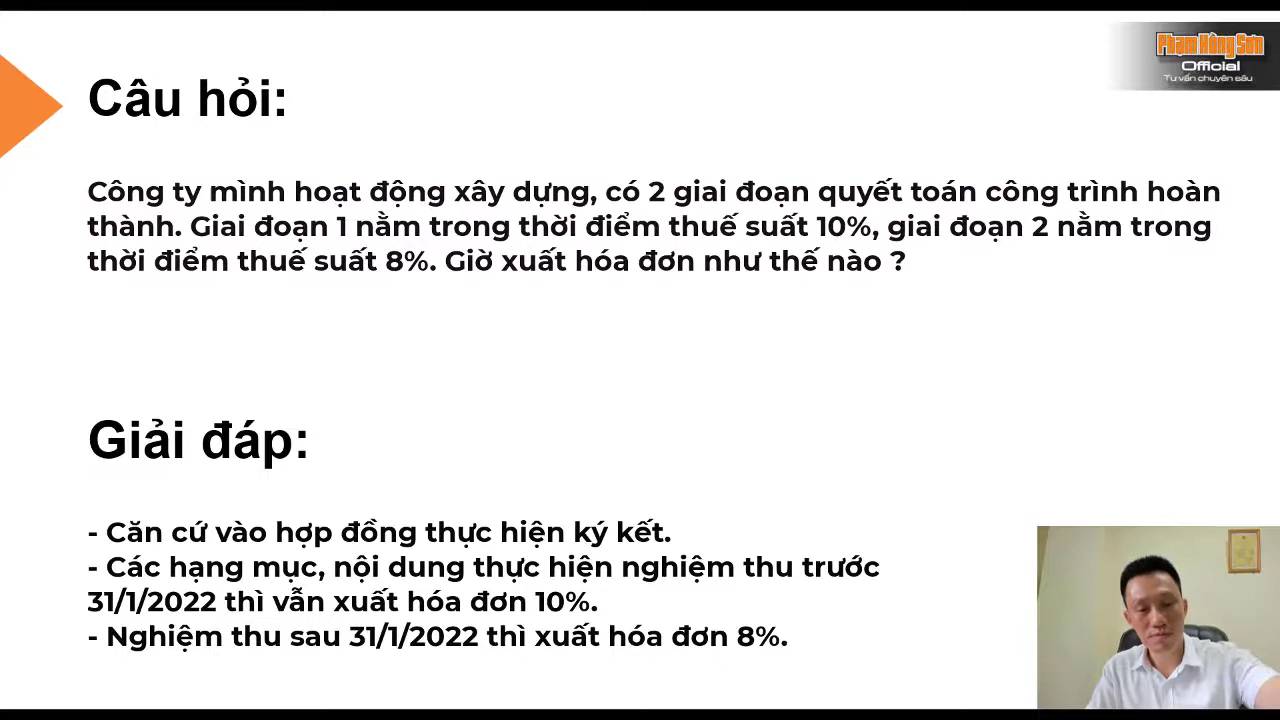 Phạm Hồng Sơn
Official
Tư vấn chuyên sâu
Câu hỏi:
Công ty mình hoạt động xây dựng, có 2 giai đoạn quyết toán công trình hoàn
thành. Giai đoạn 1 nằm trong thời điểm thuế suất 10%, giai đoạn 2 nằm trong
thời điểm thuế suất 8%. Giờ xuất hóa đơn như thế nào ?
Giải đáp:
- Căn cứ vào hợp đồng thực hiện ký kết.
- Các hạng mục, nội dung thực hiện nghiệm thu trước
31/1/2022 thì vẫn xuất hóa đơn 10%.
- Nghiệm thu sau 31/1/2022 thì xuất hóa đơn 8%.